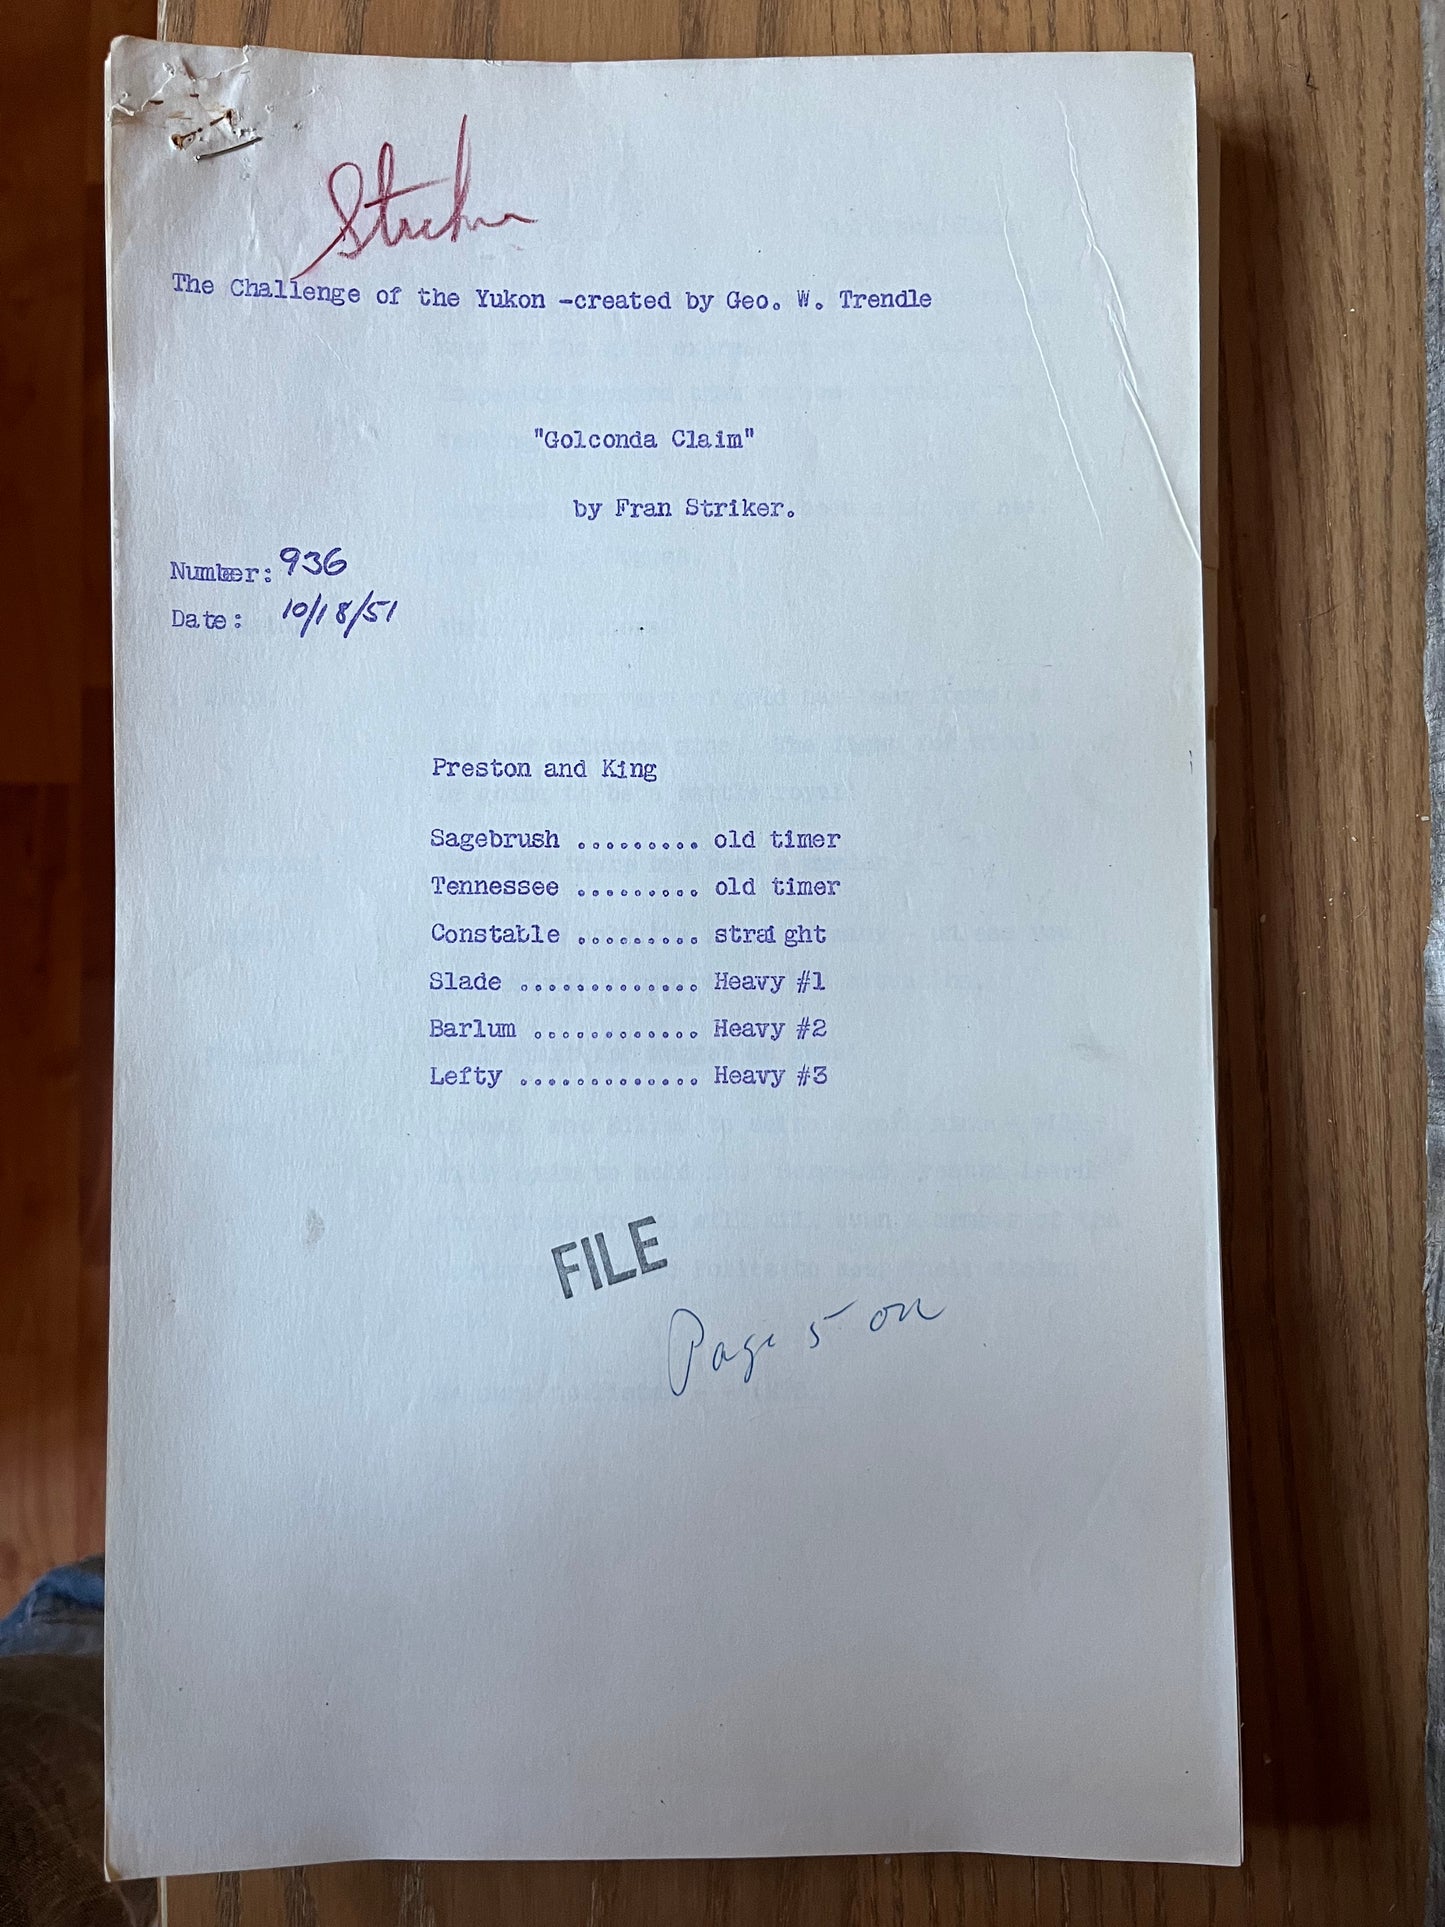 Striker
The Challenge of the Yukon -created by Geo. W. Trendle
"Golconda Claim"
by Fran Striker.
Number: 936
Date: 10/18/51
Preston and King
Sagebrush ......... old timer
Tennessee ......... old timer
Constable ......... straight
Slade ............. Heavy #1
Barlum ............ Heavy #2
Lefty ............. Heavy #3
FILE
Page 5 on